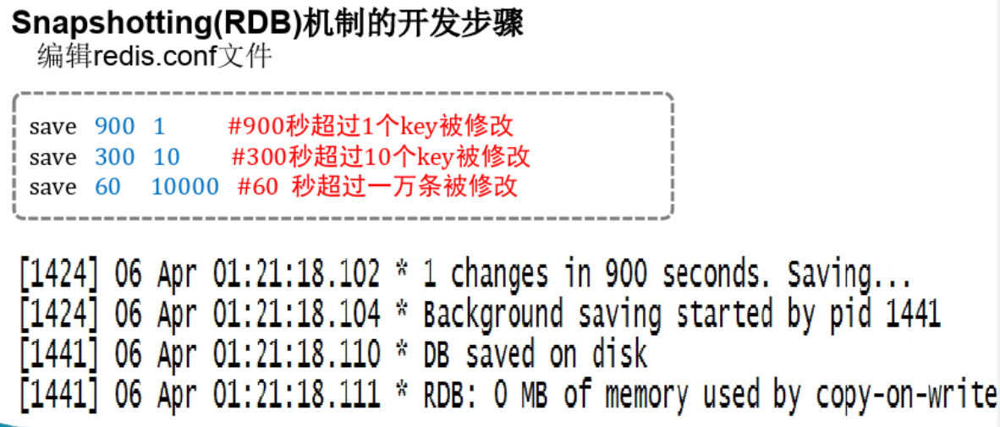 Snapshotting(RDB)机制的开发步骤
编辑redis.conf文件
save 900 1 #900秒超过1个key被修改
save 300 10 #300秒超过10个key被修改
save 60 10000 #60 秒超过一万条被修改
[1424] 06 Apr 01:21:18.102 * 1 changes in 900 seconds. Saving...
[1424] 06 Apr 01:21:18.104 * Background saving started by pid 1441
[1441] 06 Apr 01:21:18.110 * DB saved on disk
[1441] 06 Apr 01:21:18.111 * RDB: 0 MB of memory used by copy-on-write